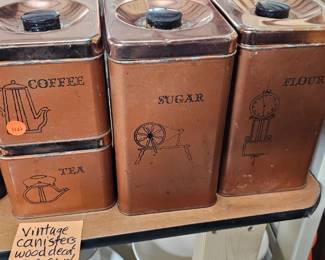 COFFEE
TEA
SUGAR
FLOUR
Vintage
canisters
wood decal,